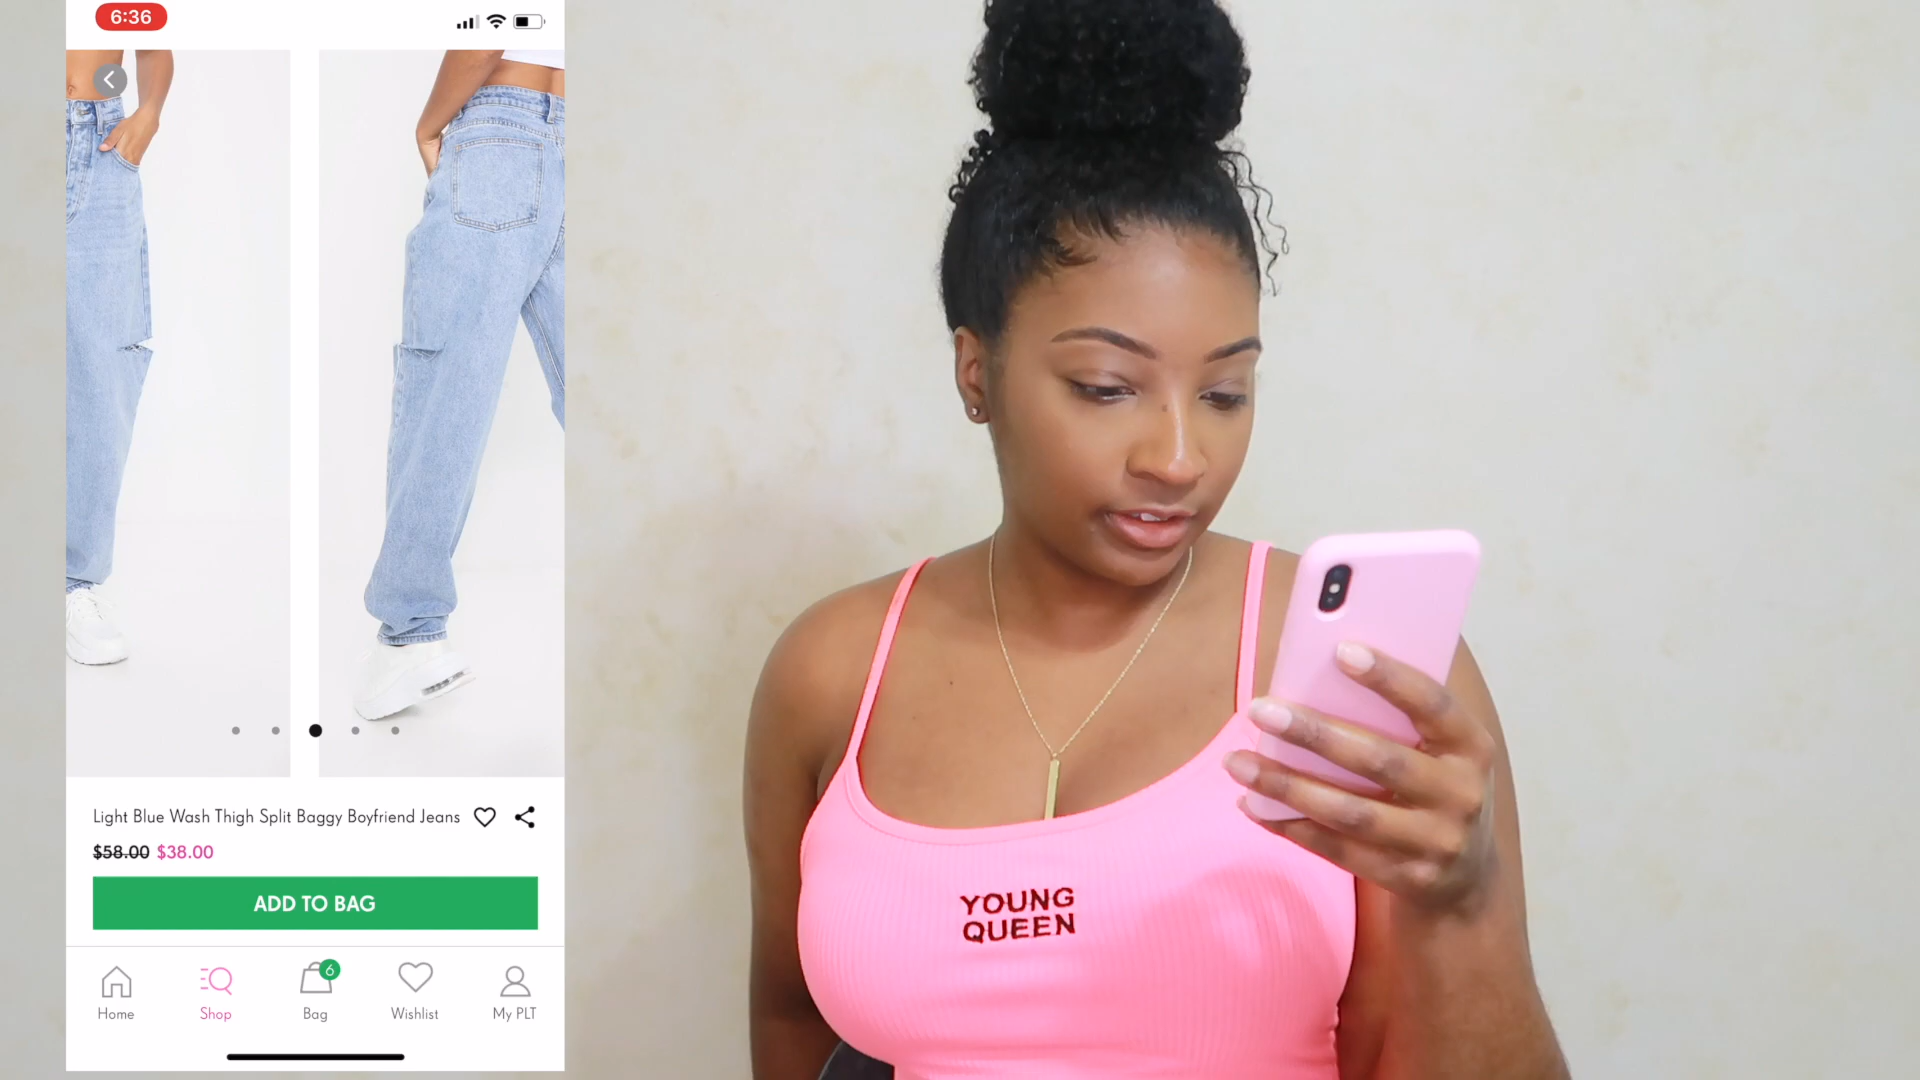 6:36
Light Blue Wash Thigh Split Baggy Boyfriend Jeans
$58.00 $38.00
ADD TO BAG
6
Home
Shop
Bag
Wishlist
My PLT
YOUNG
QUEEN